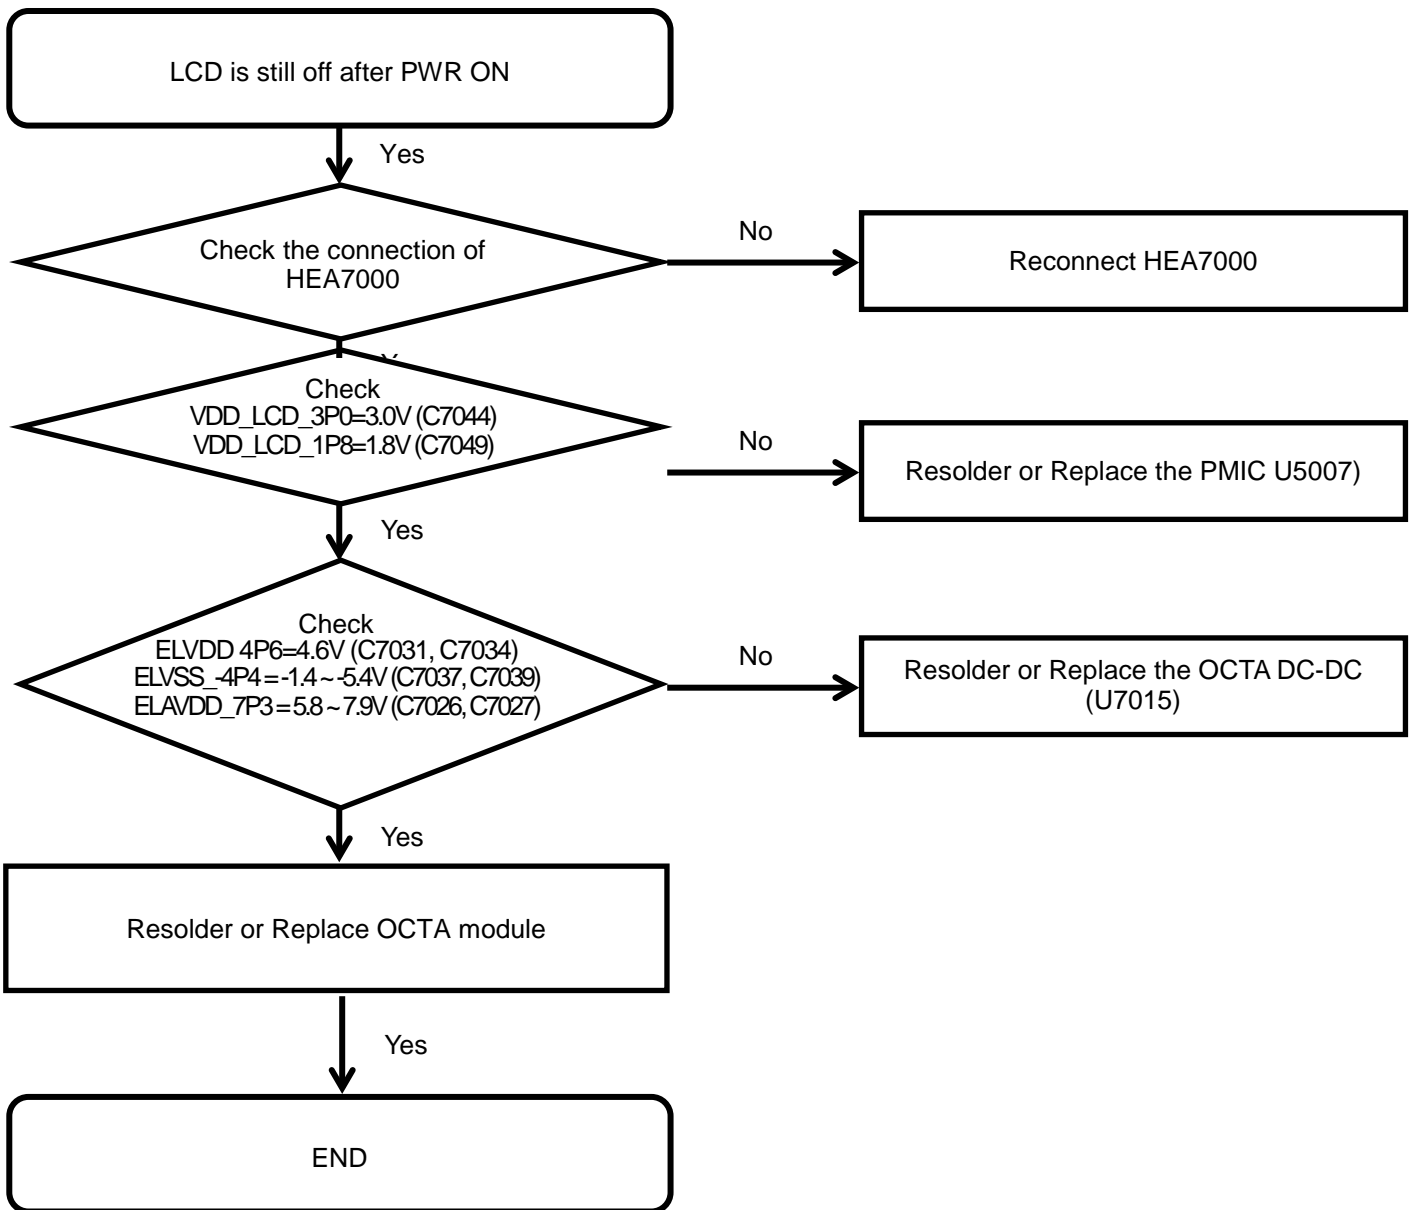 LCD is still off after PWR ON
Yes
Check the connection of
HEA7000
No
Reconnect HEA7000
Check
VDD_LCD_3P0=3.0V (C7044)
VDD_LCD_1P8=1.8V (C7049)
No
Resolder or Replace the PMIC U5007)
Yes
Check
ELVDD 4P6=4.6V (C7031, C7034)
ELVSS_-4P4 = -1.4 ~ -5.4V (C7037, C7039)
ELAVDD_7P3 = 5.8 ~ 7.9V (C7026, C7027)
No
Resolder or Replace the OCTA DC-DC
(U7015)
Yes
Resolder or Replace OCTA module
Yes
END